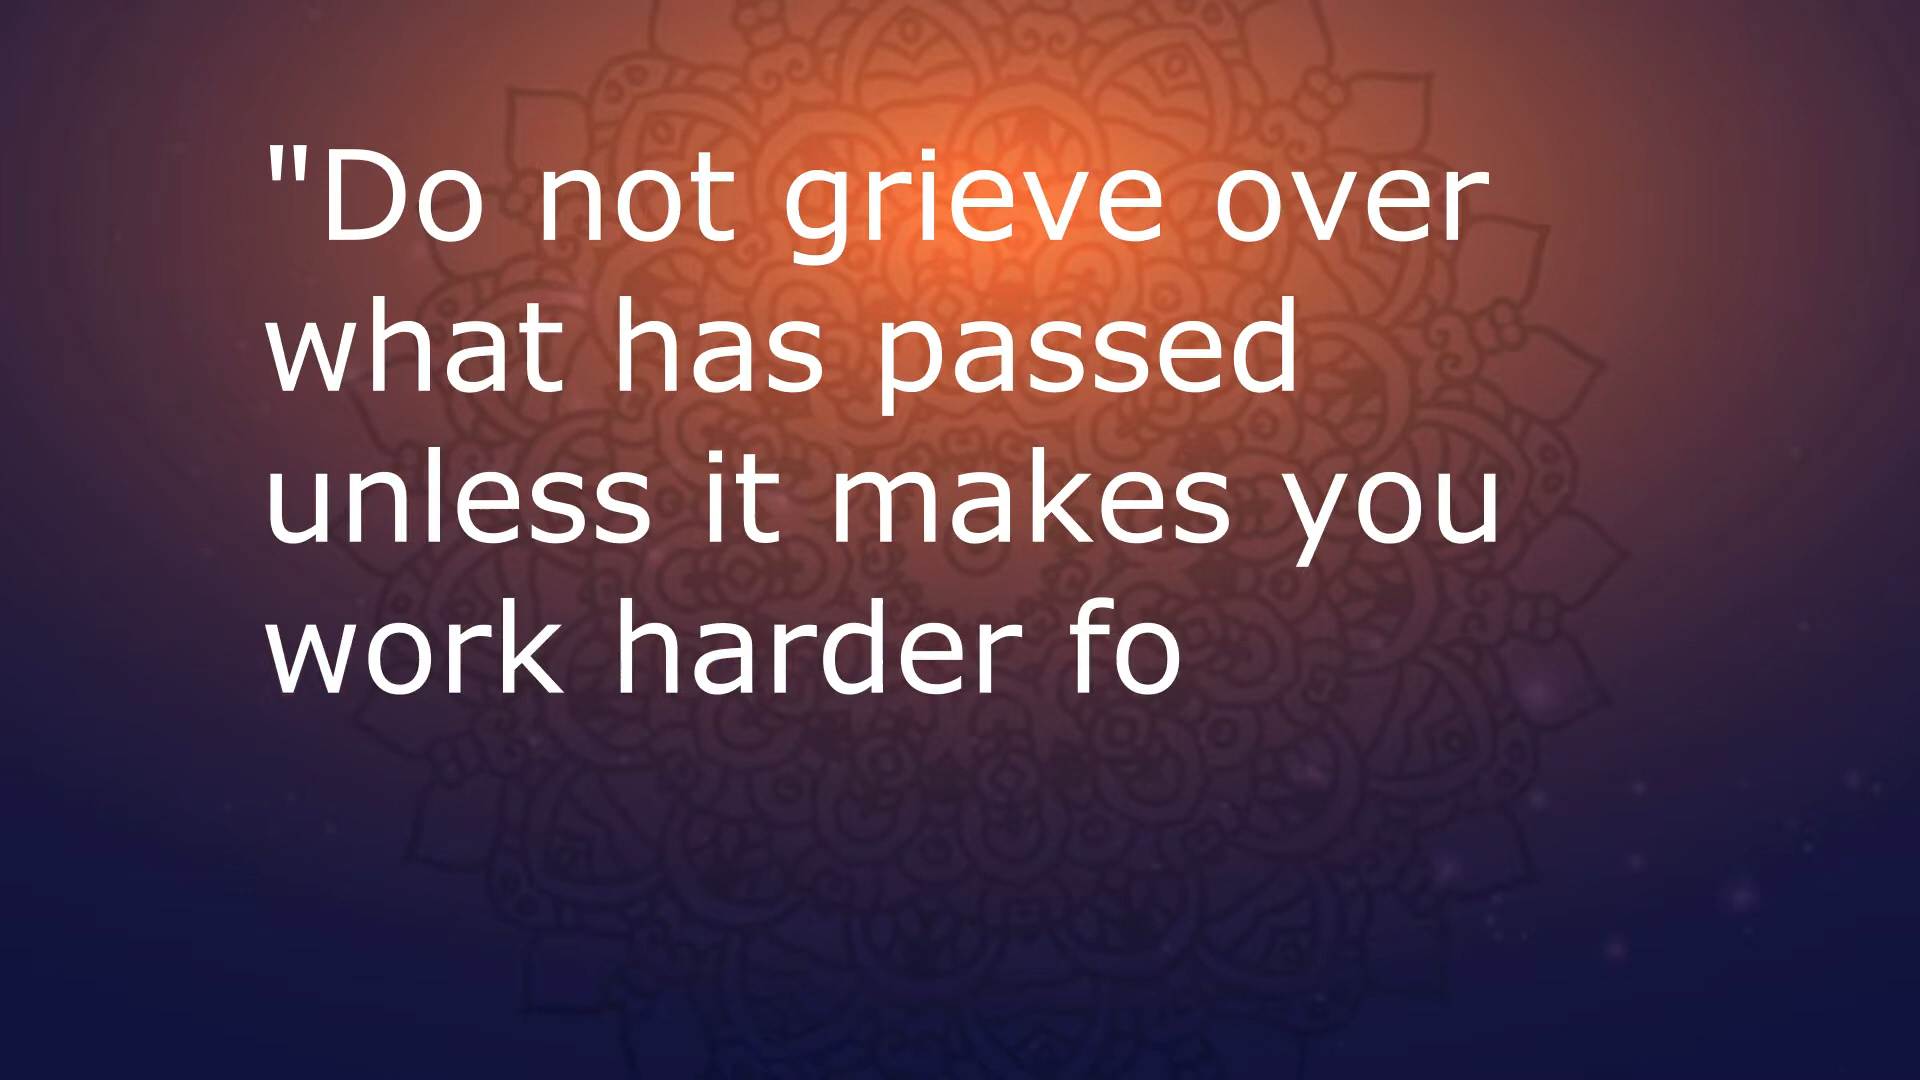 "Do not grieve over
what has passed
unless it makes you
work harder fo